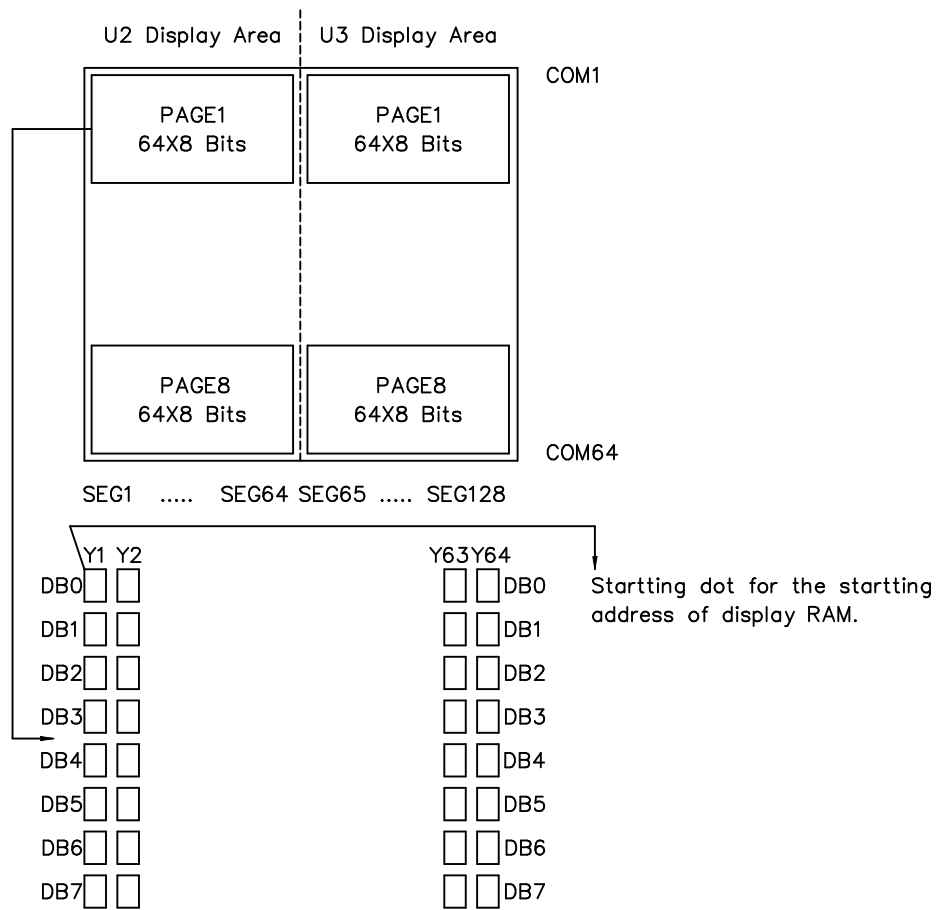 U2 Display Area U3 Display Area
COM1
PAGE1 PAGE1
64X8 Bits 64X8 Bits
PAGE8 PAGE8
64X8 Bits 64X8 Bits
COM64
SEG1 ..... SEG64 SEG65 ..... SEG128
Y1 Y2 Y63 Y64
DB0 DB0 Startting dot for the startting
address of display RAM.
DB1 DB1
DB2 DB2
DB3 DB3
DB4 DB4
DB5 DB5
DB6 DB6
DB7 DB7